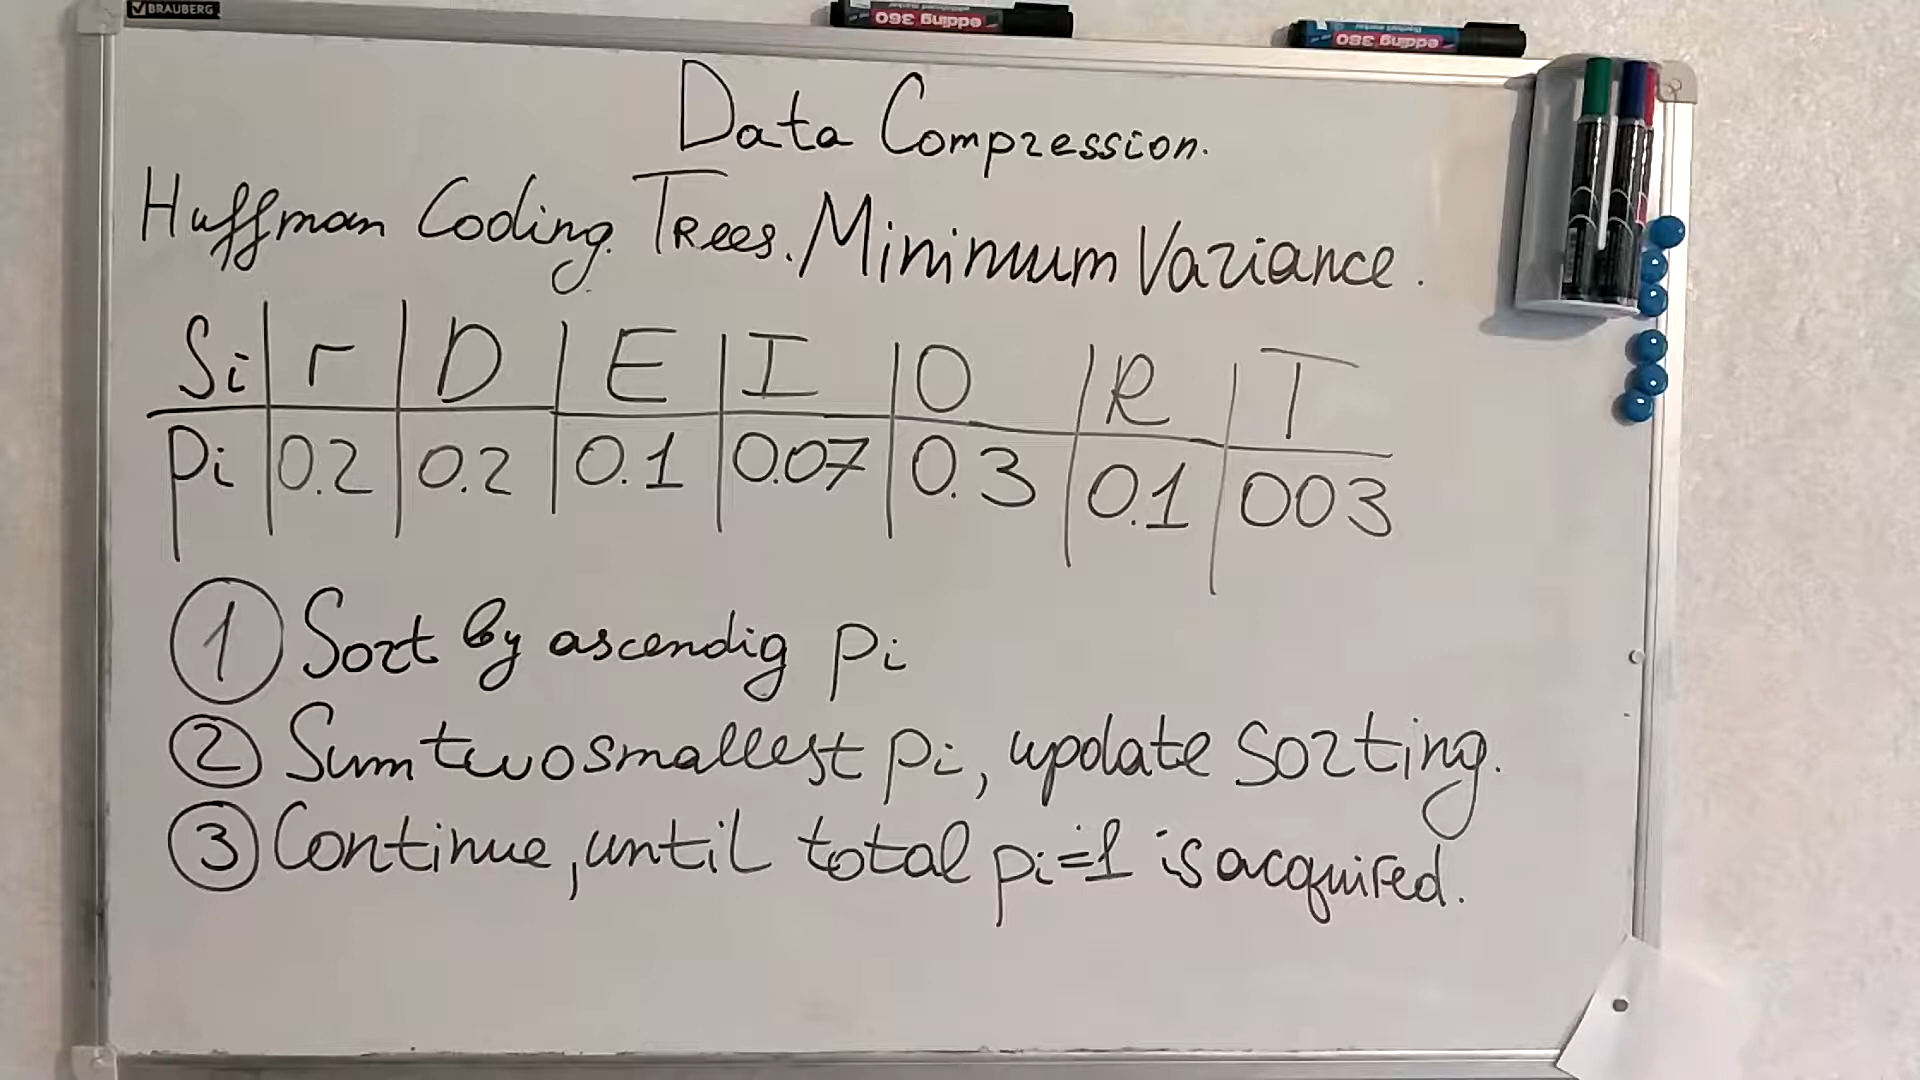 BRAUBERG
edding 360
edding 380
Data Compression.
Huffman Coding. Trees. Minimum Variance.
Si | r | D | E | I | O | R | T
Pi | 0.2 | 0.2 | 0.1 | 0.07 | 0.3 | 0.1 | 003
1 Sort by ascendig Pi
2 Sum two smallest Pi, update sorting.
3 Continue, until total Pi=1 is acquired.